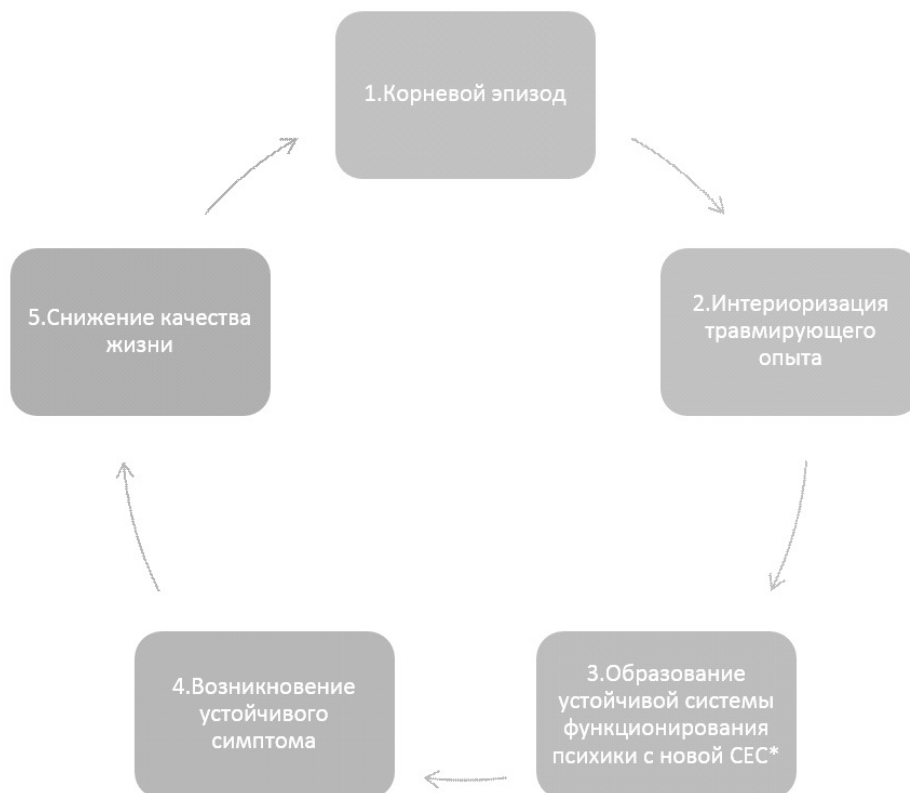 1.Корневой эпизод
2.Интериоризация
травмирующего
опыта
3.Образование
устойчивой системы
функционирования
психики с новой СЕС*
4.Возникновение
устойчивого
симптома
5.Снижение качества
жизни